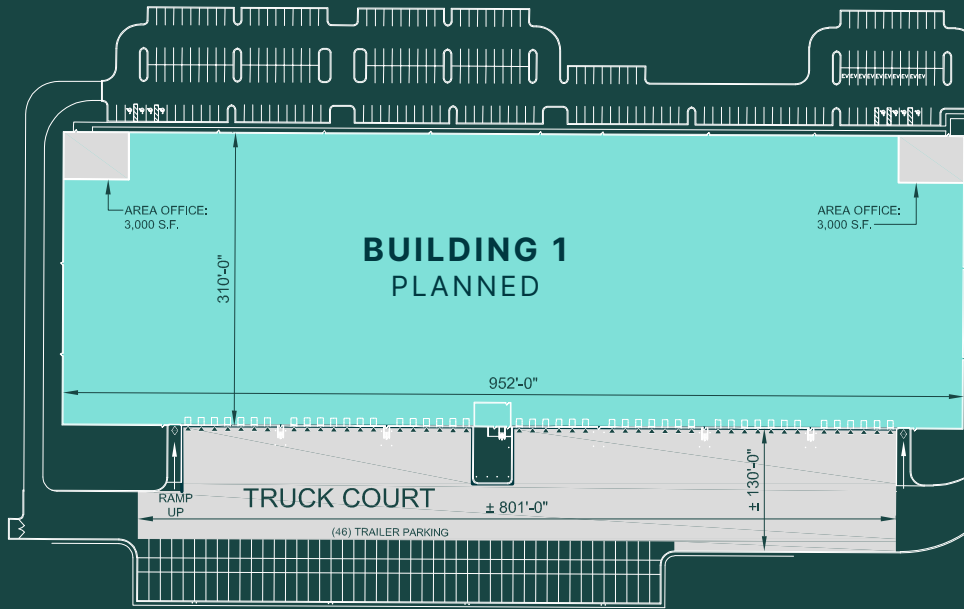 EVEVEVEVEVEVEVEVEVEVEV
AREA OFFICE:
3,000 S.F.
AREA OFFICE:
3,000 S.F.
BUILDING 1
PLANNED
310'-0"
952'-0"
RAMP
UP
TRUCK COURT
± 801'-0"
± 130'-0"
(46) TRAILER PARKING